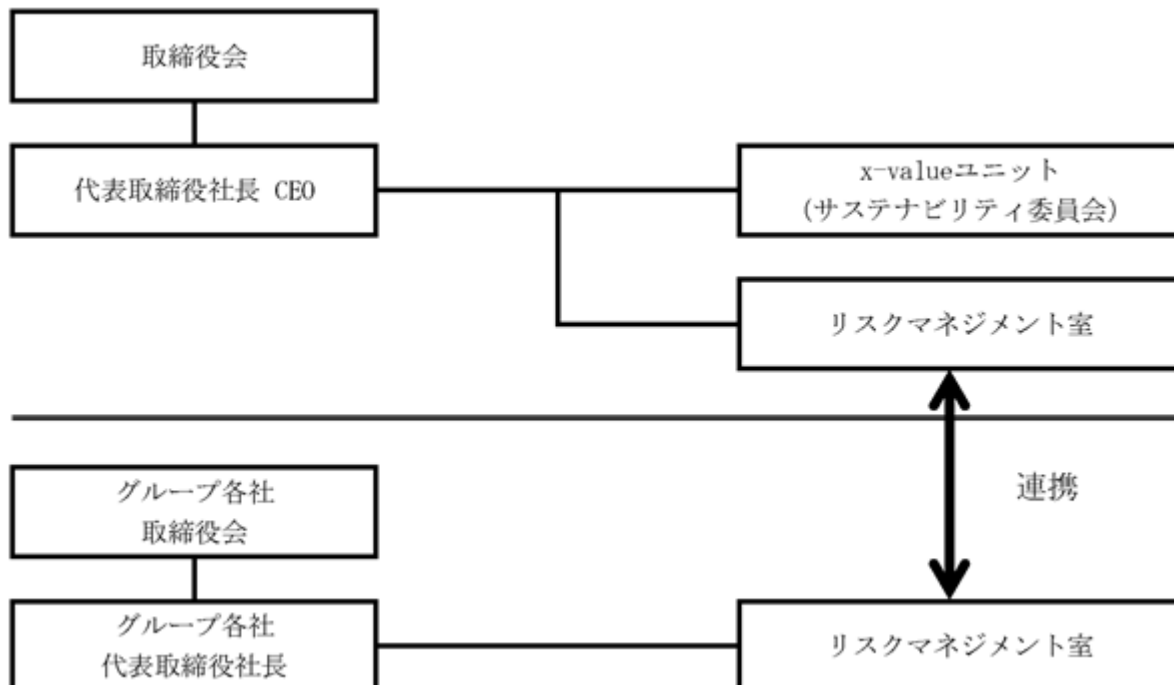 取締役会
代表取締役社長 CEO
x-valueユニット
(サステナビリティ委員会)
リスクマネジメント室
連携
グループ各社
取締役会
グループ各社
代表取締役社長
リスクマネジメント室